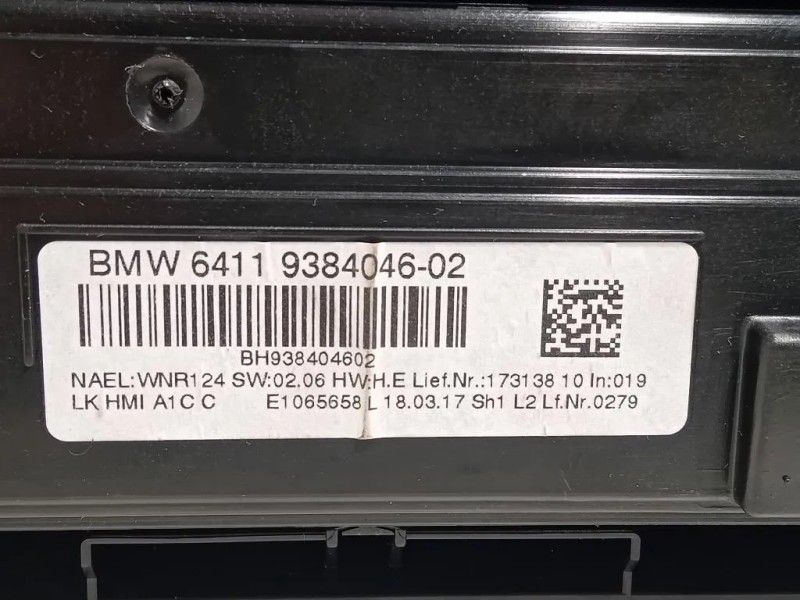 BMW 6411 9384046-02
BH938404602
NAEL:WNR124 SW:02.06 HW:H.E Lief.Nr.:173138 10 In:019
LK HMI A1C C E1065658 L 18.03.17 Sh1 L2 Lf.Nr.0279